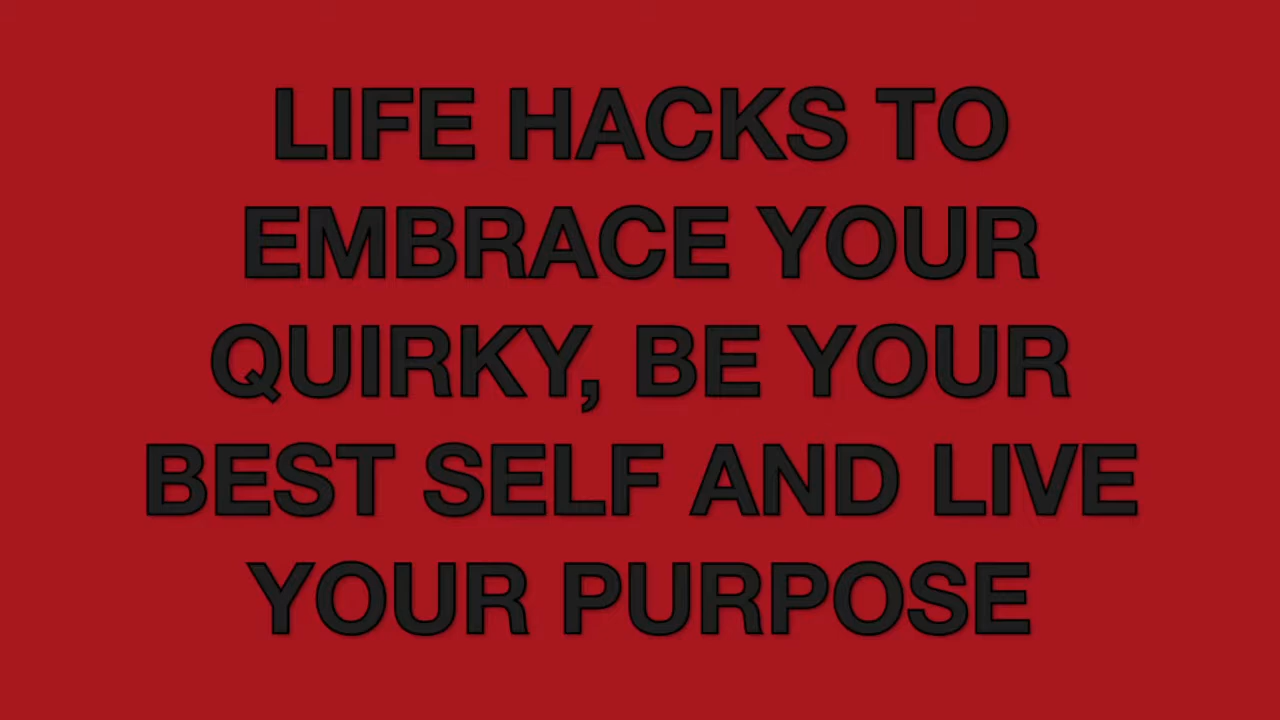 LIFE HACKS TO
EMBRACE YOUR
QUIRKY, BE YOUR
BEST SELF AND LIVE
YOUR PURPOSE